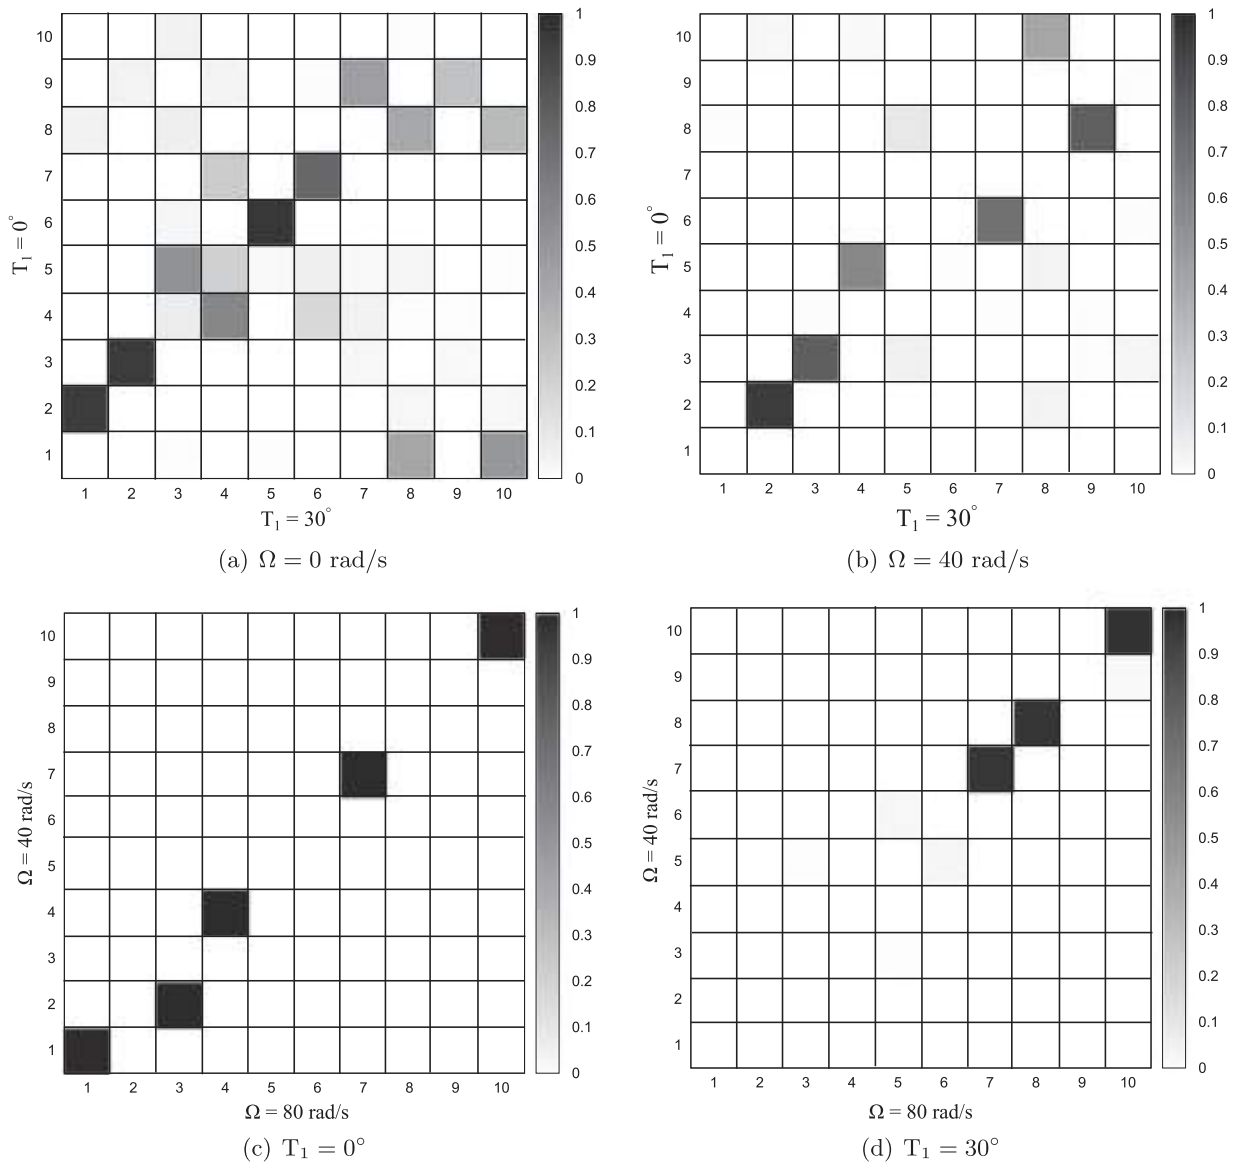 10 9 8 7 6 5 4 3 2 1
T₁ = 0°
1 2 3 4 5 6 7 8 9 10
T₁ = 30°
1 0.9 0.8 0.7 0.6 0.5 0.4 0.3 0.2 0.1 0
(a) Ω = 0 rad/s
10 9 8 7 6 5 4 3 2 1
T₁ = 0°
1 2 3 4 5 6 7 8 9 10
T₁ = 30°
1 0.9 0.8 0.7 0.6 0.5 0.4 0.3 0.2 0.1 0
(b) Ω = 40 rad/s
10 9 8 7 6 5 4 3 2 1
Ω = 40 rad/s
1 2 3 4 5 6 7 8 9 10
Ω = 80 rad/s
1 0.9 0.8 0.7 0.6 0.5 0.4 0.3 0.2 0.1 0
(c) T₁ = 0°
10 9 8 7 6 5 4 3 2 1
Ω = 40 rad/s
1 2 3 4 5 6 7 8 9 10
Ω = 80 rad/s
1 0.9 0.8 0.7 0.6 0.5 0.4 0.3 0.2 0.1 0
(d) T₁ = 30°